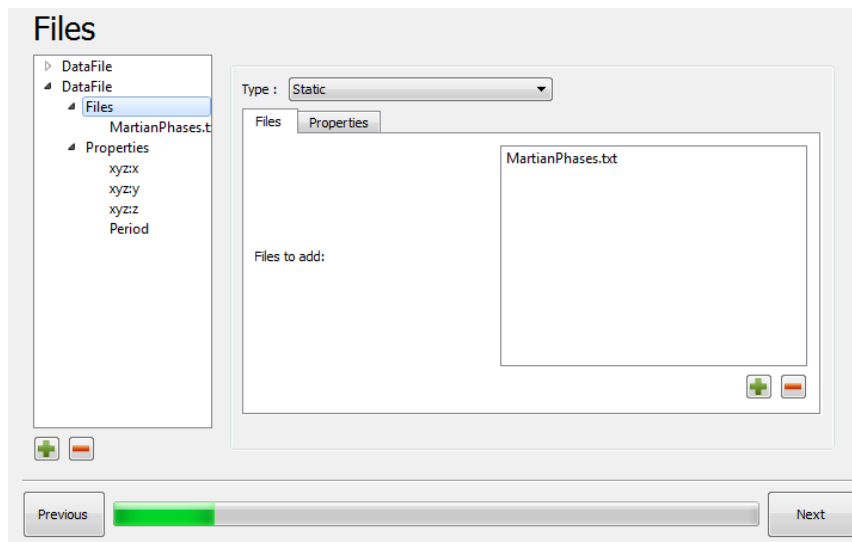 Files
DataFile
DataFile
Files
MartianPhases.t
Properties
xyz:x
xyz:y
xyz:z
Period
Type : Static
Files Properties
MartianPhases.txt
Files to add:
Previous
Next